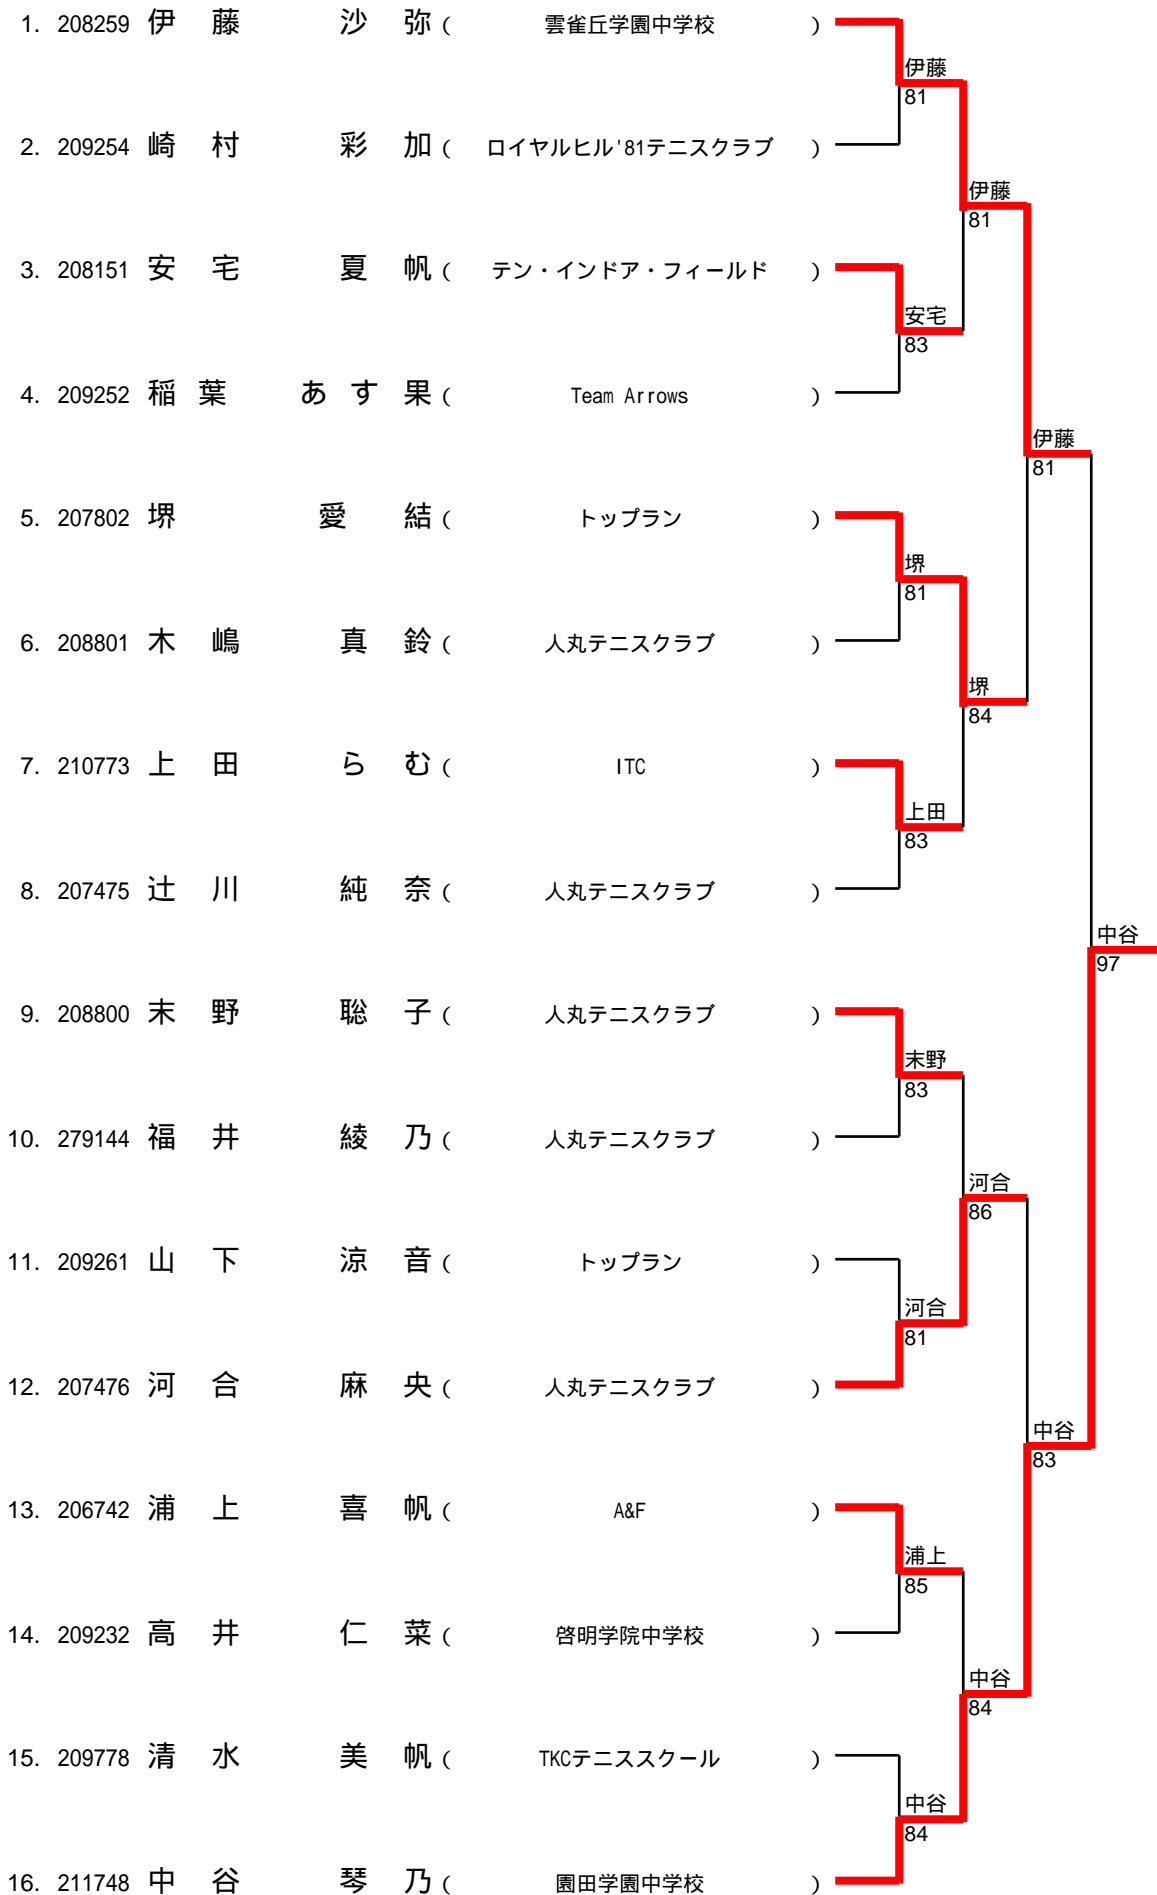 1. 208259 伊 藤 沙 弥 ( 雲雀丘学園中学校 )
伊藤
81
2. 209254 崎 村 彩 加 ( ロイヤルヒル'81テニスクラブ )
伊藤
81
3. 208151 安 宅 夏 帆 ( テン・インドア・フィールド )
安宅
83
4. 209252 稲 葉 あ す 果 ( Team Arrows )
伊藤
81
5. 207802 堺 愛 結 ( トップラン )
堺
81
6. 208801 木 嶋 真 鈴 ( 人丸テニスクラブ )
堺
84
7. 210773 上 田 ら む ( ITC )
上田
83
8. 207475 辻 川 純 奈 ( 人丸テニスクラブ )
中谷
97
9. 208800 末 野 聡 子 ( 人丸テニスクラブ )
末野
83
10. 279144 福 井 綾 乃 ( 人丸テニスクラブ )
河合
86
11. 209261 山 下 涼 音 ( トップラン )
河合
81
12. 207476 河 合 麻 央 ( 人丸テニスクラブ )
中谷
83
13. 206742 浦 上 喜 帆 ( A&F )
浦上
85
14. 209232 高 井 仁 菜 ( 啓明学院中学校 )
中谷
84
15. 209778 清 水 美 帆 ( TKCテニススクール )
中谷
84
16. 211748 中 谷 琴 乃 ( 園田学園中学校 )